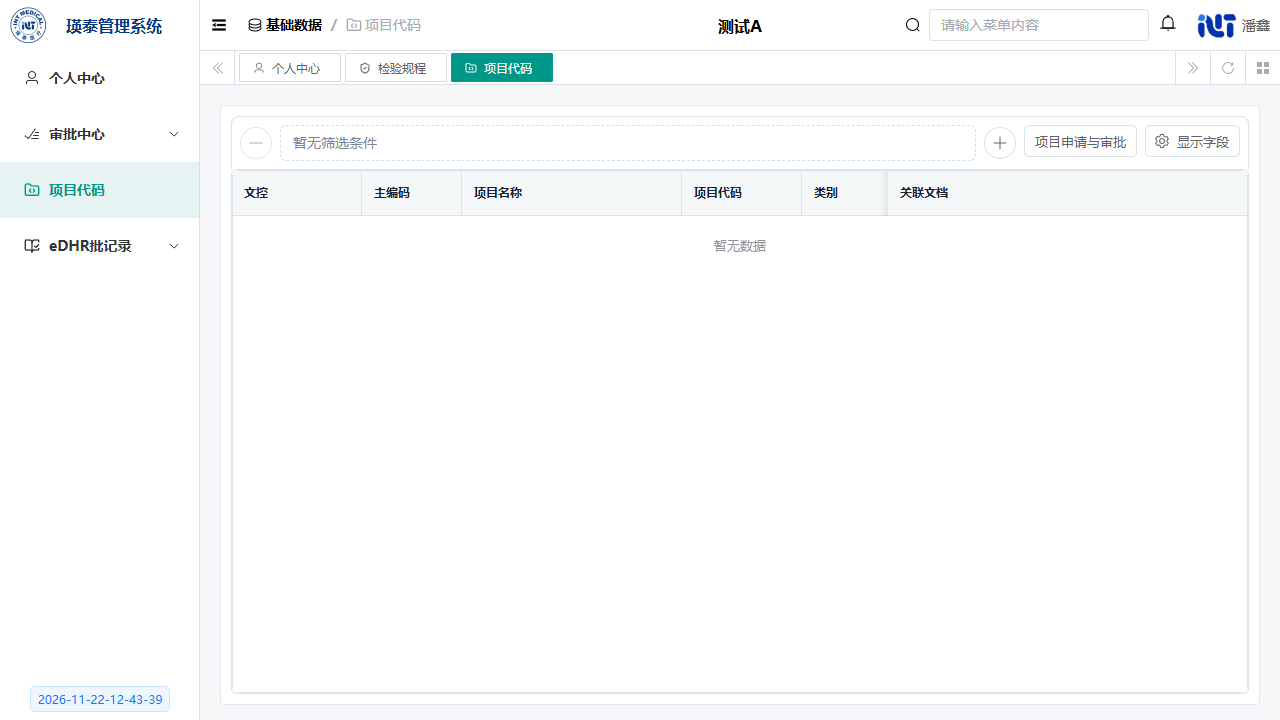 瑛泰管理系统
个人中心
审批中心
项目代码
eDHR批记录
2026-11-22-12-43-39
基础数据 / 项目代码
测试A
请输入菜单内容
潘鑫
个人中心
检验规程
项目代码
暂无筛选条件
项目申请与审批
显示字段
文控 主编码 项目名称 项目代码 类别 关联文档
暂无数据